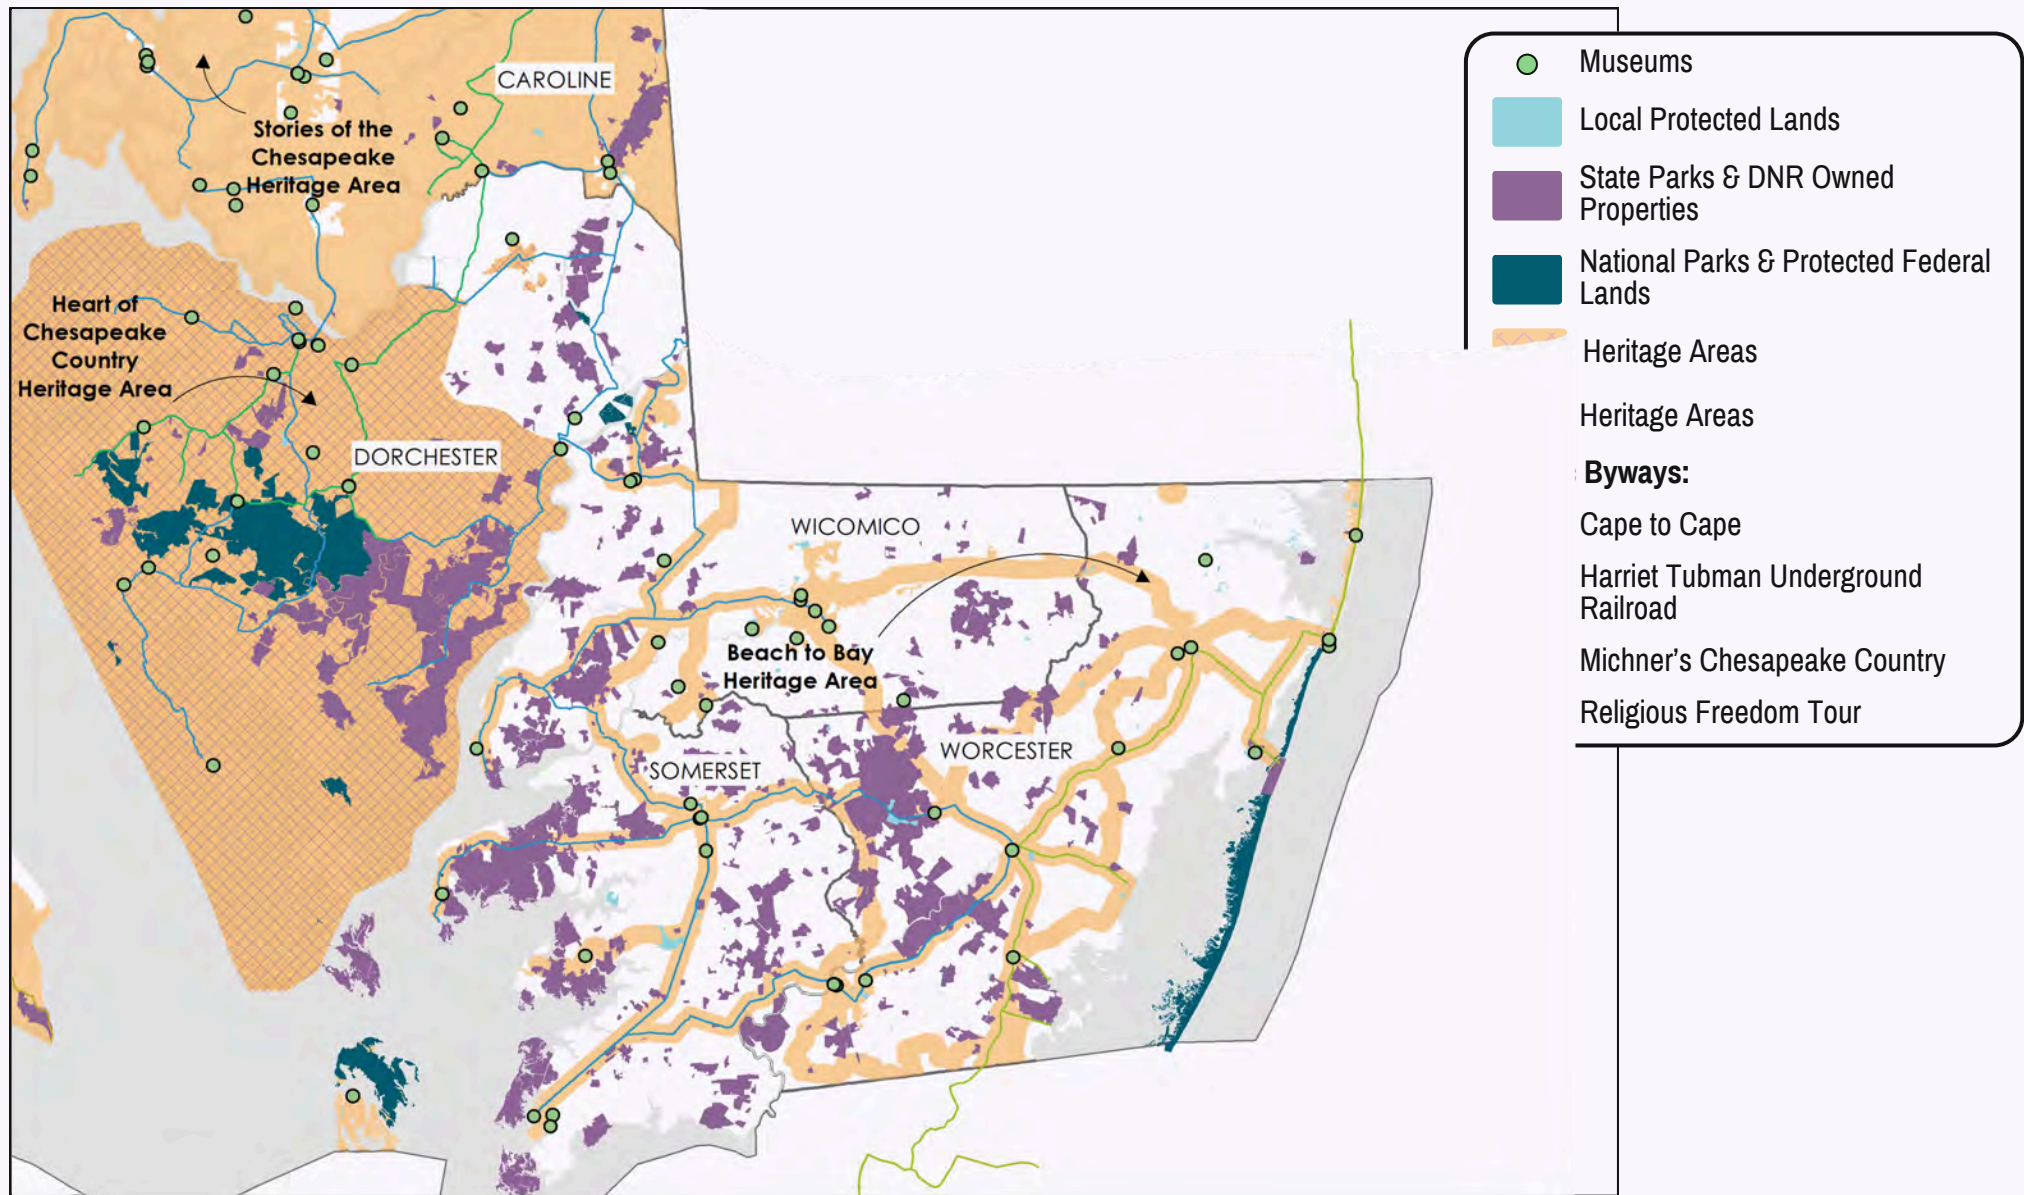 CAROLINE
Stories of the
Chesapeake
Heritage Area
Heart of
Chesapeake
Country
Heritage Area
DORCHESTER
WICOMICO
Beach to Bay
Heritage Area
WORCESTER
SOMERSET
Museums
Local Protected Lands
State Parks & DNR Owned
Properties
National Parks & Protected Federal
Lands
Heritage Areas
Heritage Areas
Byways:
Cape to Cape
Harriet Tubman Underground
Railroad
Michner's Chesapeake Country
Religious Freedom Tour